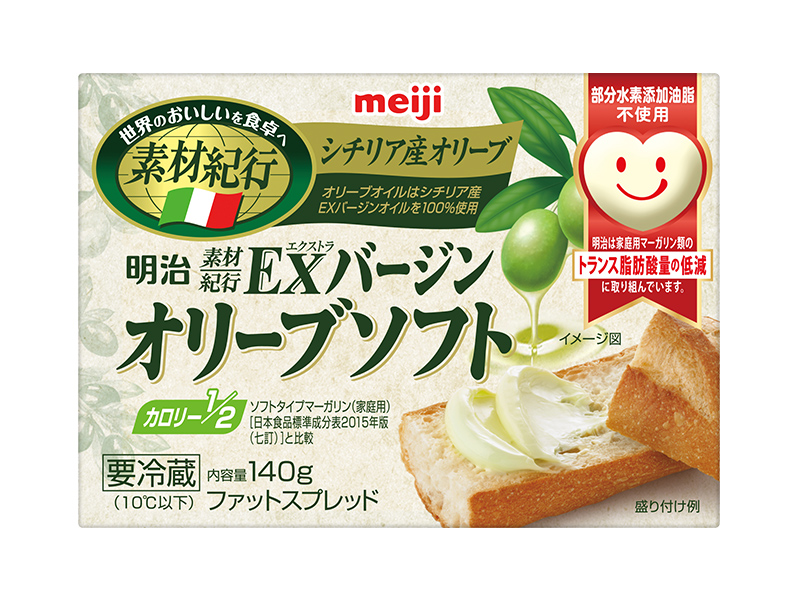 meiji
世界のおいしいを食卓へ
素材紀行
シチリア産オリーブ
オリーブオイルはシチリア産
EXバージンオイルを100%使用
部分水素添加油脂
不使用
明治は家庭用マーガリン類の
トランス脂肪酸量の低減
に取り組んでいます。
エクストラ
明治 素材紀行 EXバージン
オリーブソフト
イメージ図
カロリー1/2
ソフトタイプマーガリン(家庭用)
[日本食品標準成分表2015年版
(七訂)]と比較
要冷蔵
(10℃以下)
内容量140g
ファットスプレッド
盛り付け例